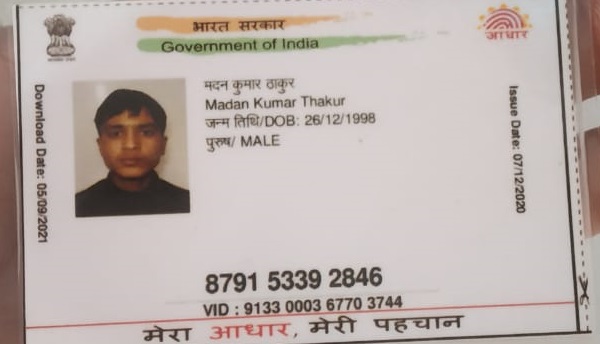 भारत सरकार
Government of India
आधार
Download Date: 05/09/2021
मदन कुमार ठाकुर
Madan Kumar Thakur
जन्म तिथि/DOB: 26/12/1998
पुरुष/ MALE
Issue Date: 07/12/2020
8791 5339 2846
VID : 9133 0003 6770 3744
मेरा आधार, मेरी पहचान